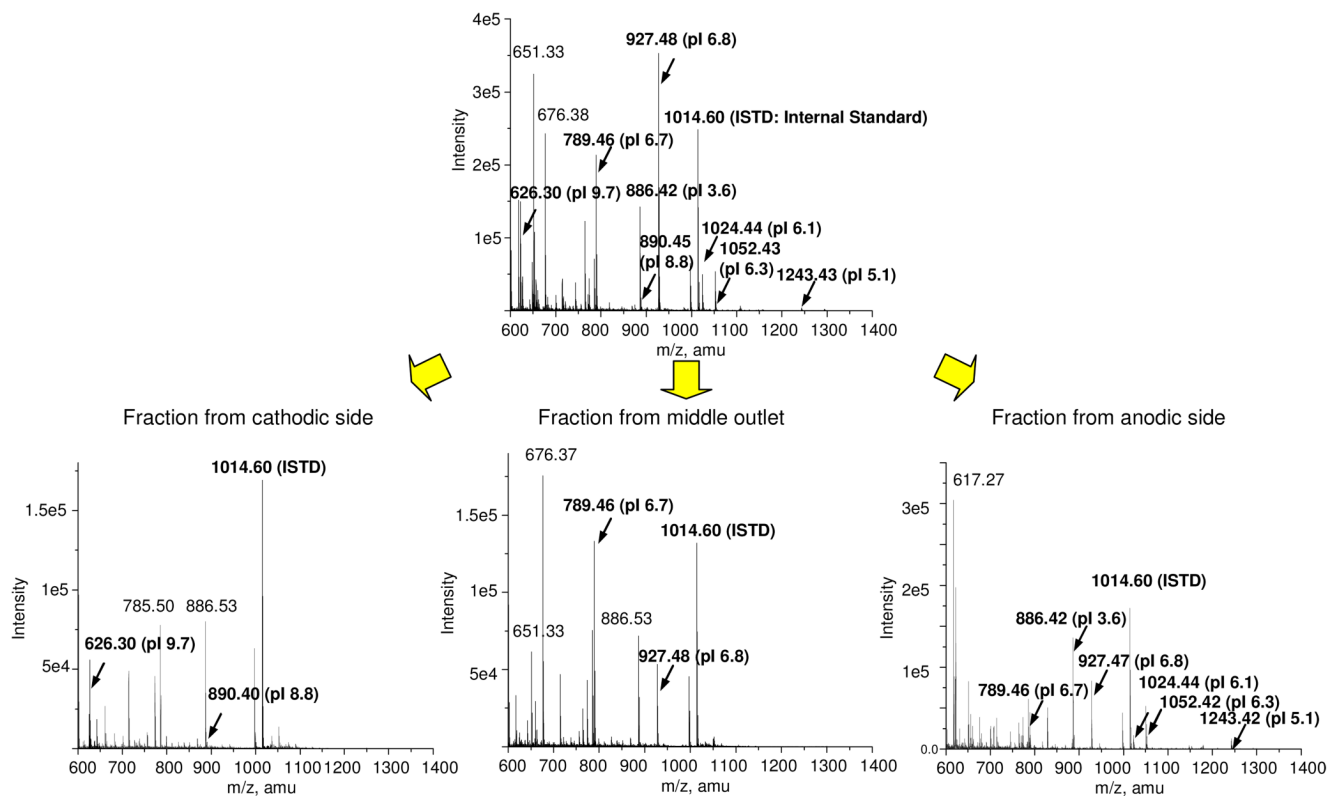 4e5
3e5
2e5
1e5
Intensity
651.33
676.38
927.48 (pI 6.8)
1014.60 (ISTD: Internal Standard)
789.46 (pI 6.7)
626.30 (pI 9.7)
886.42 (pI 3.6)
890.45
(pI 8.8)
1024.44 (pI 6.1)
1052.43
(pI 6.3)
1243.43 (pI 5.1)
600 700 800 900 1000 1100 1200 1300 1400
m/z, amu
Fraction from cathodic side
1014.60 (ISTD)
1.5e5
1e5
5e4
Intensity
785.50
886.53
626.30 (pI 9.7)
890.40 (pI 8.8)
600 700 800 900 1000 1100 1200 1300 1400
m/z, amu
Fraction from middle outlet
676.37
789.46 (pI 6.7)
1014.60 (ISTD)
1.5e5
1e5
5e4
Intensity
651.33
886.53
927.48 (pI 6.8)
600 700 800 900 1000 1100 1200 1300 1400
m/z, amu
Fraction from anodic side
617.27
3e5
2e5
1e5
0.0
Intensity
1014.60 (ISTD)
886.42 (pI 3.6)
927.47 (pI 6.8)
789.46 (pI 6.7)
1024.44 (pI 6.1)
1052.42 (pI 6.3)
1243.42 (pI 5.1)
600 700 800 900 1000 1100 1200 1300 1400
m/z, amu